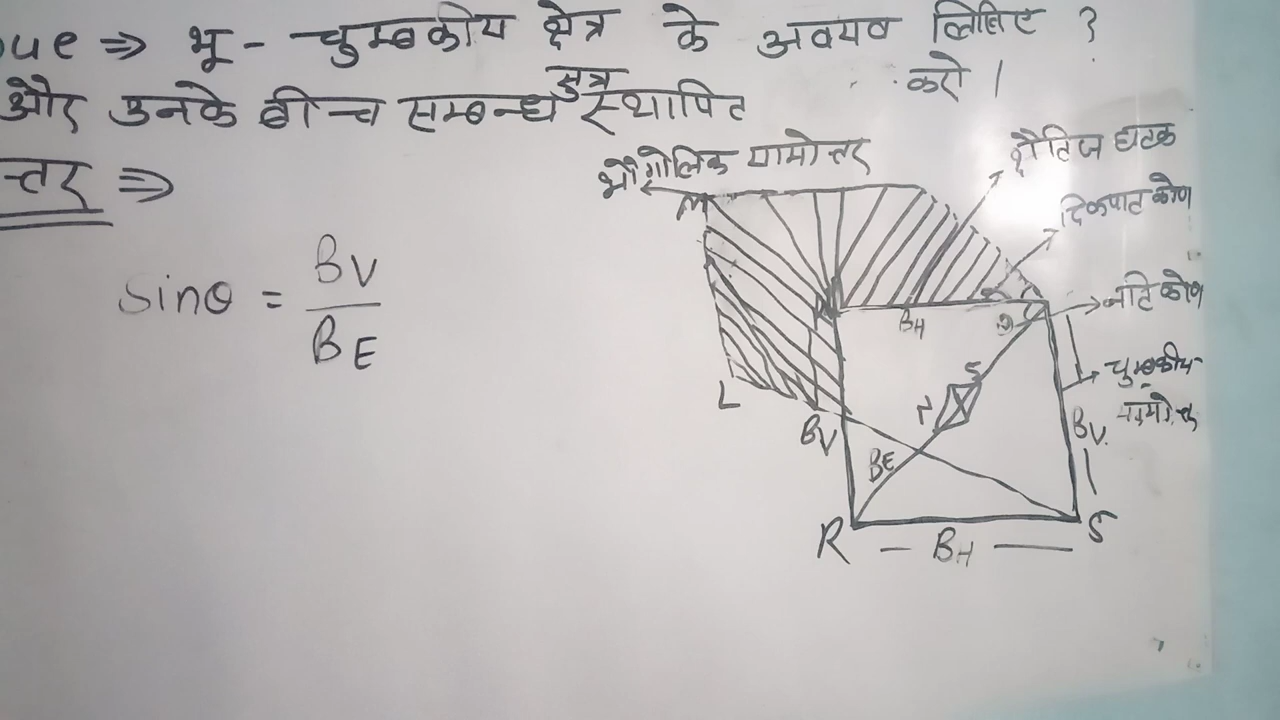 ue ⇒ भू - चुम्बकीय क्षेत्र के अवयव लिखिए ?
और उनके बीच सम्बन्ध सुत्र स्थापित करो ।
त्तर ⇒
भौगोलिक यामोत्तर
क्षैतिज घटक
दिकपात कोण
M
BH
नति कोण
sinθ = BV / BE
S
चुम्बकीय
N
L
BV
BE
BV
R
S
BH